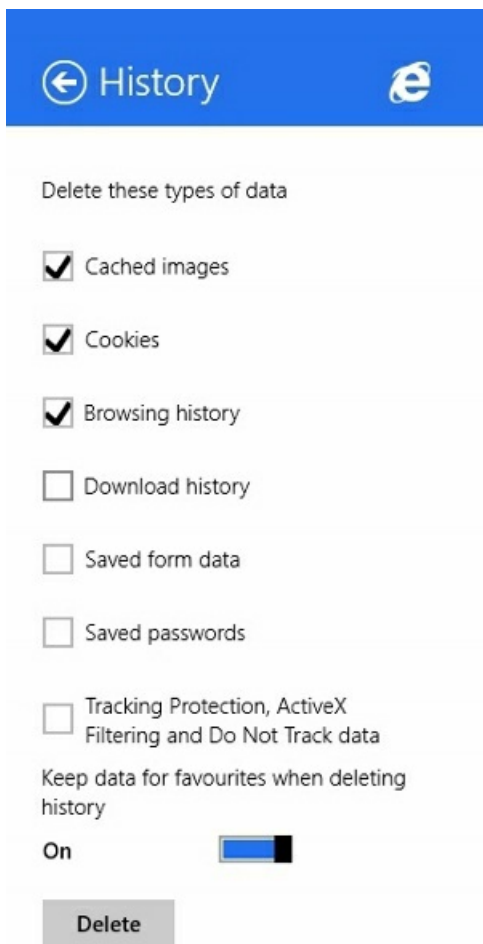 History
Delete these types of data
Cached images
Cookies
Browsing history
Download history
Saved form data
Saved passwords
Tracking Protection, ActiveX
Filtering and Do Not Track data
Keep data for favourites when deleting
history
On
Delete